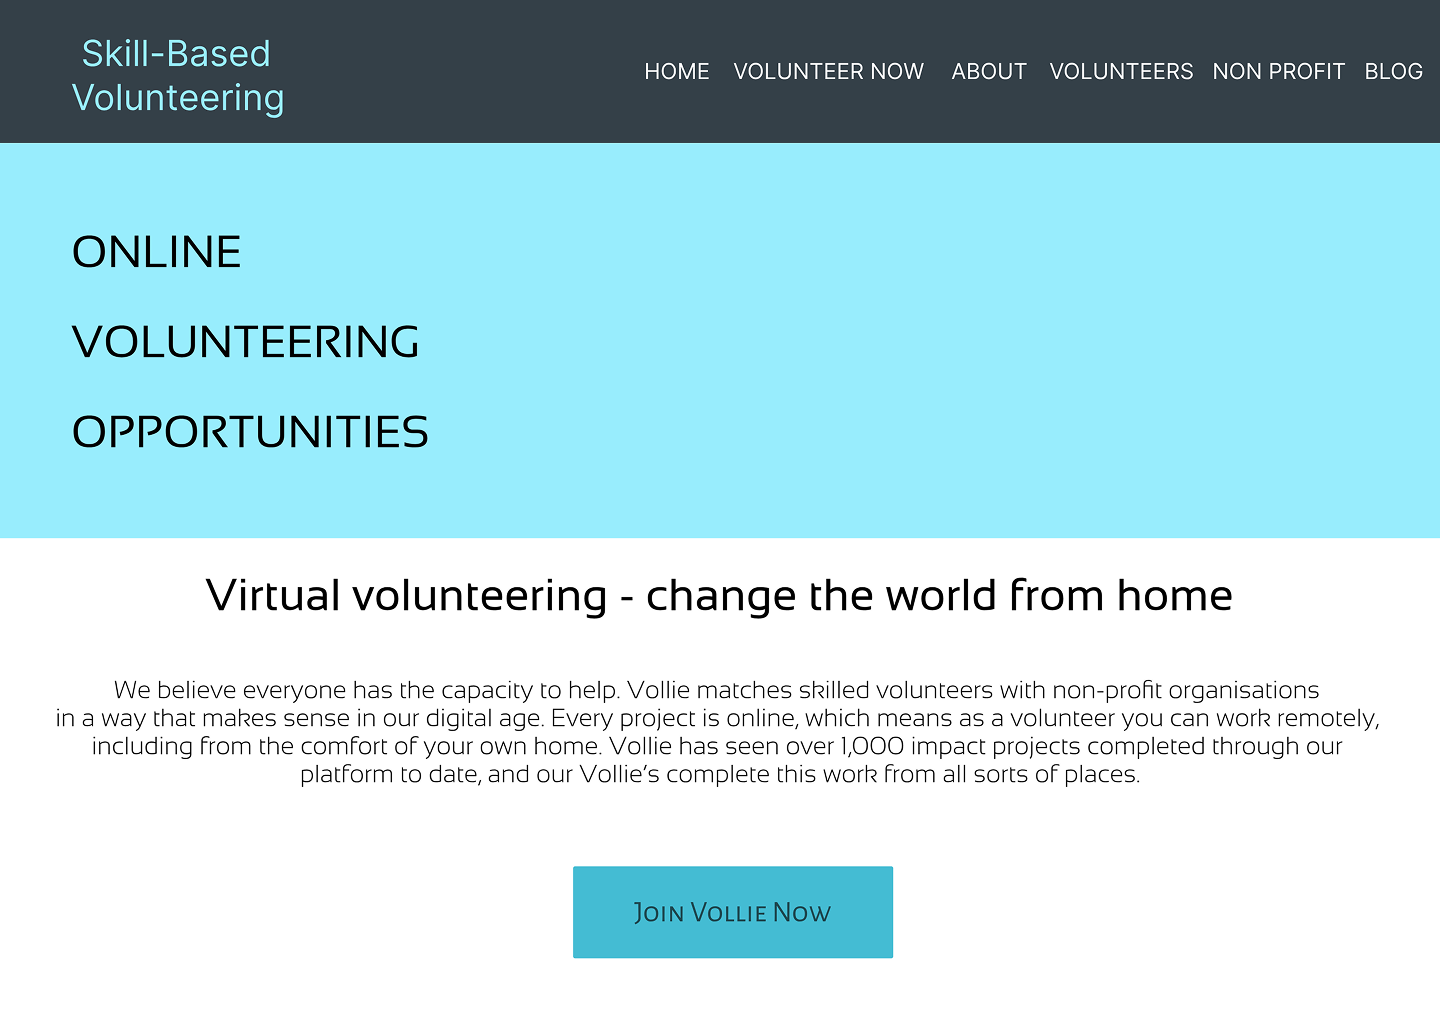 Skill-Based
Volunteering
HOME VOLUNTEER NOW ABOUT VOLUNTEERS NON PROFIT BLOG
ONLINE
VOLUNTEERING
OPPORTUNITIES
Virtual volunteering - change the world from home
We believe everyone has the capacity to help. Vollie matches skilled volunteers with non-profit organisations
in a way that makes sense in our digital age. Every project is online, which means as a volunteer you can work remotely,
including from the comfort of your own home. Vollie has seen over 1,000 impact projects completed through our
platform to date, and our Vollie's complete this work from all sorts of places.
Join Vollie Now